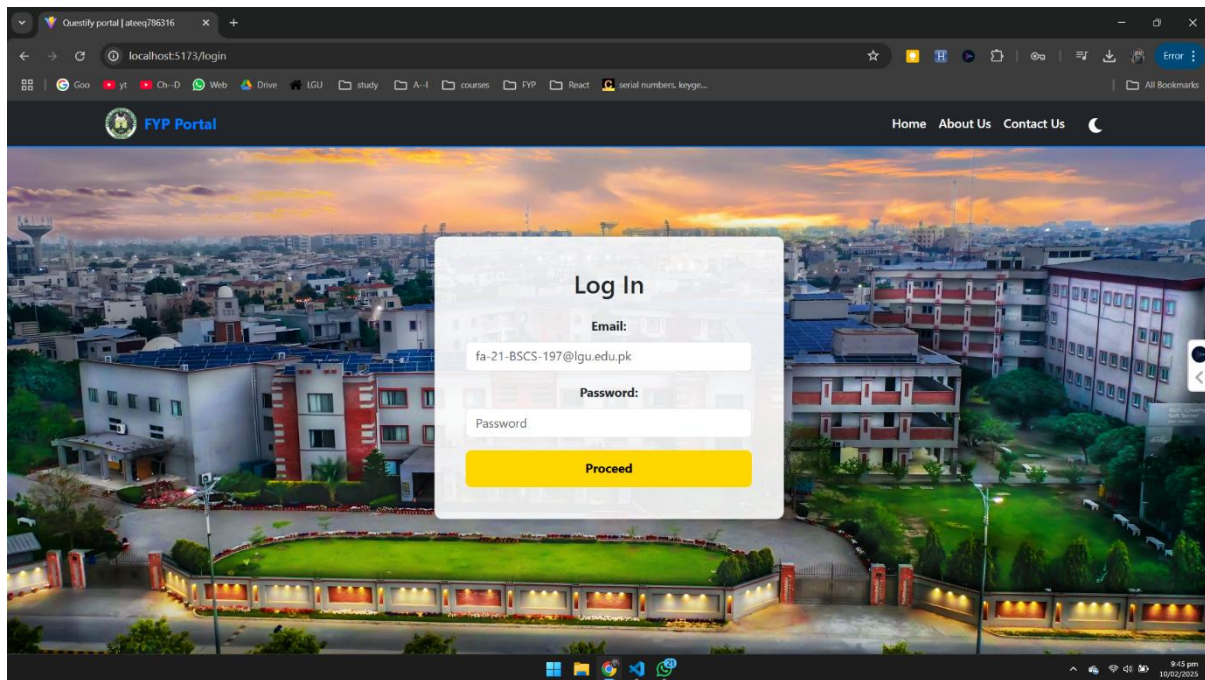 Questify portal | ateeq786316
localhost:5173/login
Error
Goo yt Ch--D Web Drive LGU study A--I courses FYP React serial numbers, keyge...
All Bookmarks
FYP Portal
Home About Us Contact Us
Log In
Email:
fa-21-BSCS-197@lgu.edu.pk
Password:
Password
Proceed
21
9:45 pm
10/02/2025